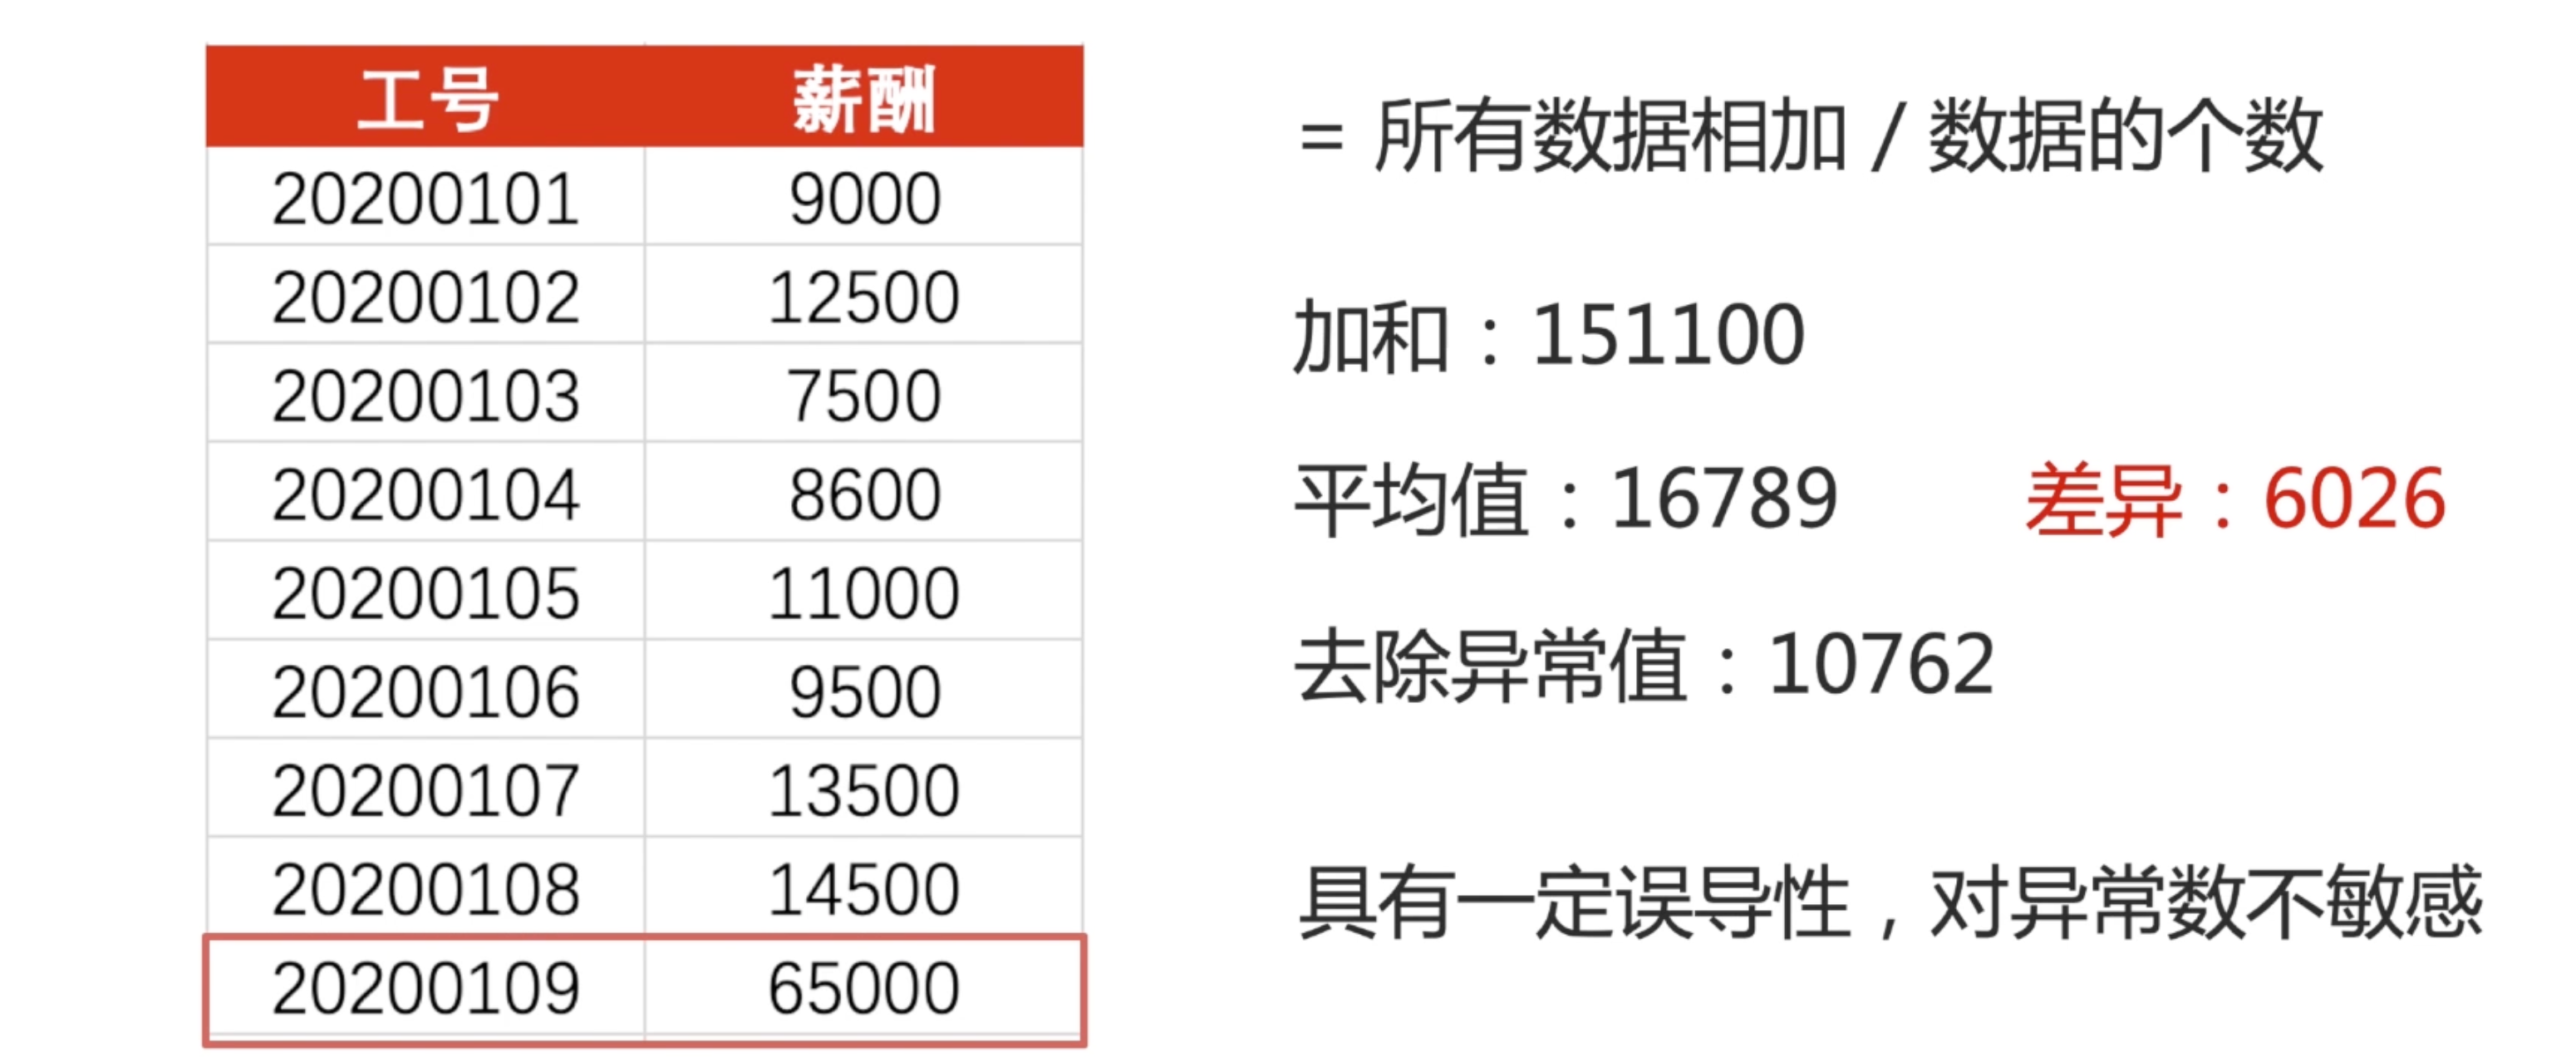 工号 薪酬
20200101 9000
20200102 12500
20200103 7500
20200104 8600
20200105 11000
20200106 9500
20200107 13500
20200108 14500
20200109 65000
= 所有数据相加 / 数据的个数
加和：151100
平均值：16789 差异：6026
去除异常值：10762
具有一定误导性，对异常数不敏感